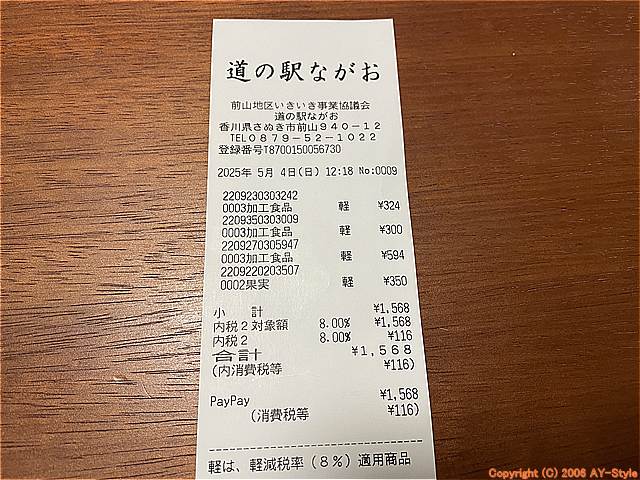 道の駅ながお
前山地区いきいき事業協議会
道の駅ながお
香川県さぬき市前山940-12
TEL0879-52-1022
登録番号T8700150056730
2025年 5月 4日(日) 12:18 No:0009
2209230303242
0003加工食品 軽 ¥324
2209350303009
0003加工食品 軽 ¥300
2209270305947
0003加工食品 軽 ¥594
2209220203507
0002果実 軽 ¥350
小 計 ¥1,568
内税2対象額 8.00% ¥1,568
内税2 8.00% ¥116
合計 ¥1,568
(内消費税等 ¥116)
PayPay ¥1,568
(消費税等 ¥116)
軽は、軽減税率(8%)適用商品
Copyright (C) 2006 AY-Style